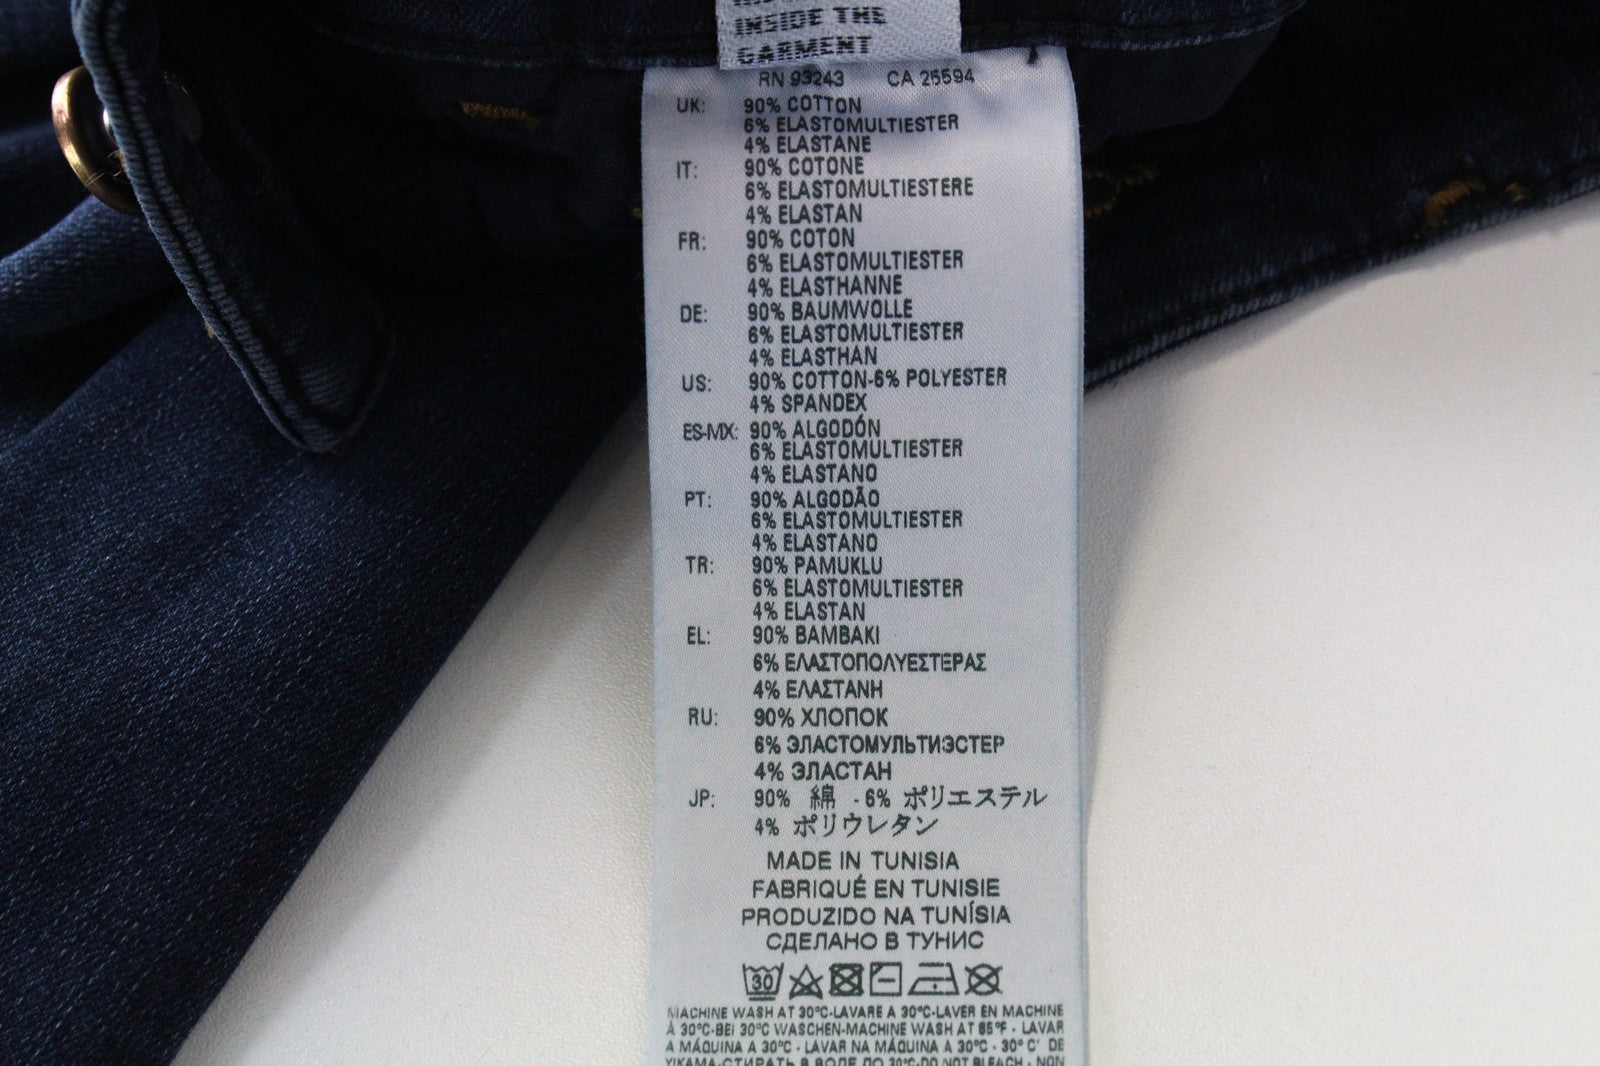 INSIDE THE
GARMENT
RN 93243 CA 25594
UK: 90% COTTON
6% ELASTOMULTIESTER
4% ELASTANE
IT: 90% COTONE
6% ELASTOMULTIESTERE
4% ELASTAN
FR: 90% COTON
6% ELASTOMULTIESTER
4% ELASTHANNE
DE: 90% BAUMWOLLE
6% ELASTOMULTIESTER
4% ELASTHAN
US: 90% COTTON-6% POLYESTER
4% SPANDEX
ES-MX: 90% ALGODÓN
6% ELASTOMULTIESTER
4% ELASTANO
PT: 90% ALGODÃO
6% ELASTOMULTIESTER
4% ELASTANO
TR: 90% PAMUKLU
6% ELASTOMULTIESTER
4% ELASTAN
EL: 90% ΒΑΜΒΑΚΙ
6% ΕΛΑΣΤΟΠΟΛΥΕΣΤΕΡΑΣ
4% ΕΛΑΣΤΑΝΗ
RU: 90% ХЛОПОК
6% ЭЛАСТОМУЛЬТИЭСТЕР
4% ЭЛАСТАН
JP: 90% 綿 - 6% ポリエステル
4% ポリウレタン
MADE IN TUNISIA
FABRIQUÉ EN TUNISIE
PRODUZIDO NA TUNÍSIA
СДЕЛАНО В ТУНИС
30
MACHINE WASH AT 30°C-LAVARE A 30°C-LAVER EN MACHINE
À 30°C-BEI 30°C WASCHEN-MACHINE WASH AT 85°F - LAVAR
A MÁQUINA A 30°C - LAVAR NA MÁQUINA A 30°C - 30° C' DE
YIKAMA-СТИРАТЬ В ВОДЕ ДО 30°C-DO NOT BLEACH - NON